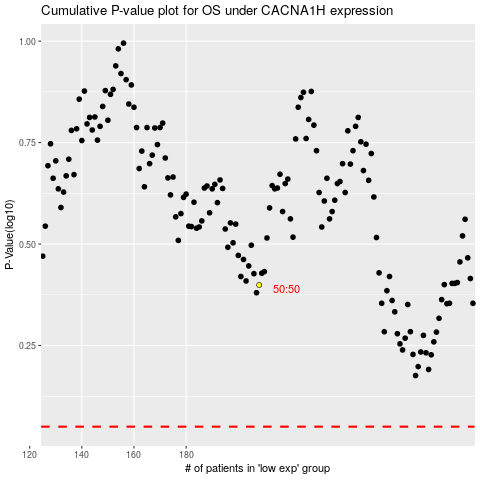 Cumulative P-value plot for OS under CACNA1H expression
P-Value(log10)
1.00
0.75
0.50
0.25
50:50
120 140 160 180
# of patients in 'low exp' group